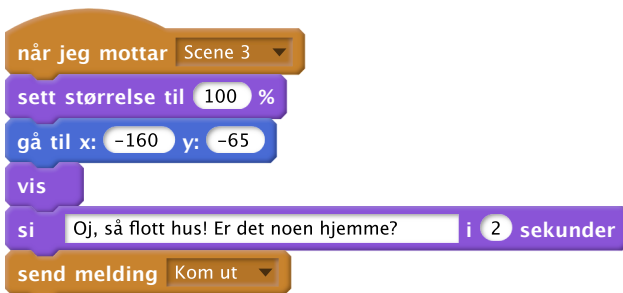 når jeg mottar Scene 3
sett størrelse til 100 %
gå til x: -160 y: -65
vis
si Oj, så flott hus! Er det noen hjemme? i 2 sekunder
send melding Kom ut